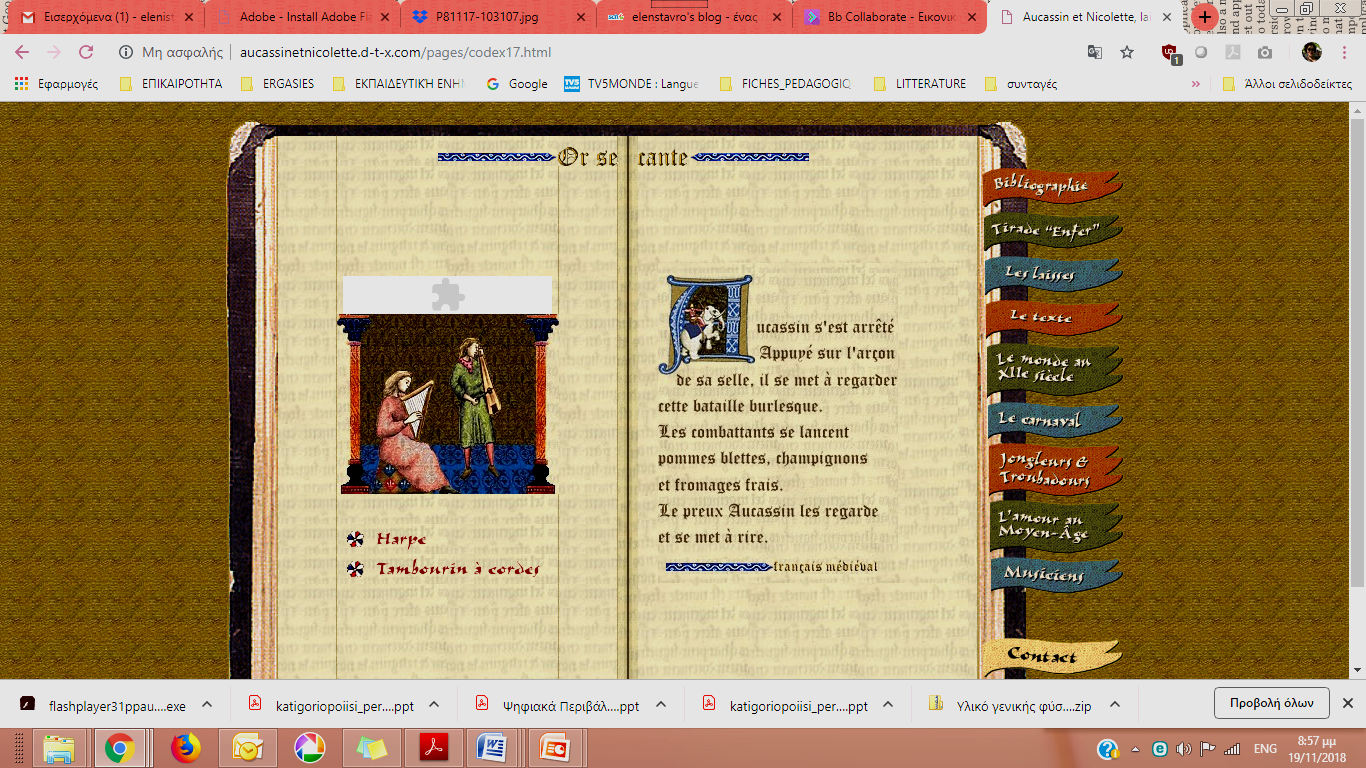 Εισερχόμενα (1) - elenist
Adobe - Install Adobe Fl
P81117-103107.jpg
elenstavro's blog - ένας
Bb Collaborate - Εικονικ
Aucassin et Nicolette, la
Μη ασφαλής
aucassinetnicolette.d-t-x.com/pages/codex17.html
Εφαρμογές
ΕΠΙΚΑΙΡΟΤΗΤΑ
ERGASIES
ΕΚΠΑΙΔΕΥΤΙΚΗ ΕΝΗΜ
Google
TV5MONDE : Langue
FICHES_PEDAGOGIQ
LITTERATURE
συνταγές
»
Άλλοι σελιδοδείκτες
Or se cante
Harpe
Tambourin à cordes
Aucassin s'est arrêté
Appuyé sur l'arçon
de sa selle, il se met à regarder
cette bataille burlesque.
Les combattants se lancent
pommes blettes, champignons
et fromages frais.
Le preux Aucassin les regarde
et se met à rire.
français médiéval
Bibliographie
Tirade “Enfer”
Les laisses
Le texte
Le monde au
XIIe siècle
Le carnaval
Jongleurs &
Troubadours
L'amour au
Moyen-Âge
Musiciens
Contact
flashplayer31ppau....exe
katigoriopoiisi_per....ppt
Ψηφιακά Περιβάλ....ppt
katigoriopoiisi_per....ppt
Υλικό γενικής φύσ....zip
Προβολή όλων
ENG
8:57 μμ
19/11/2018